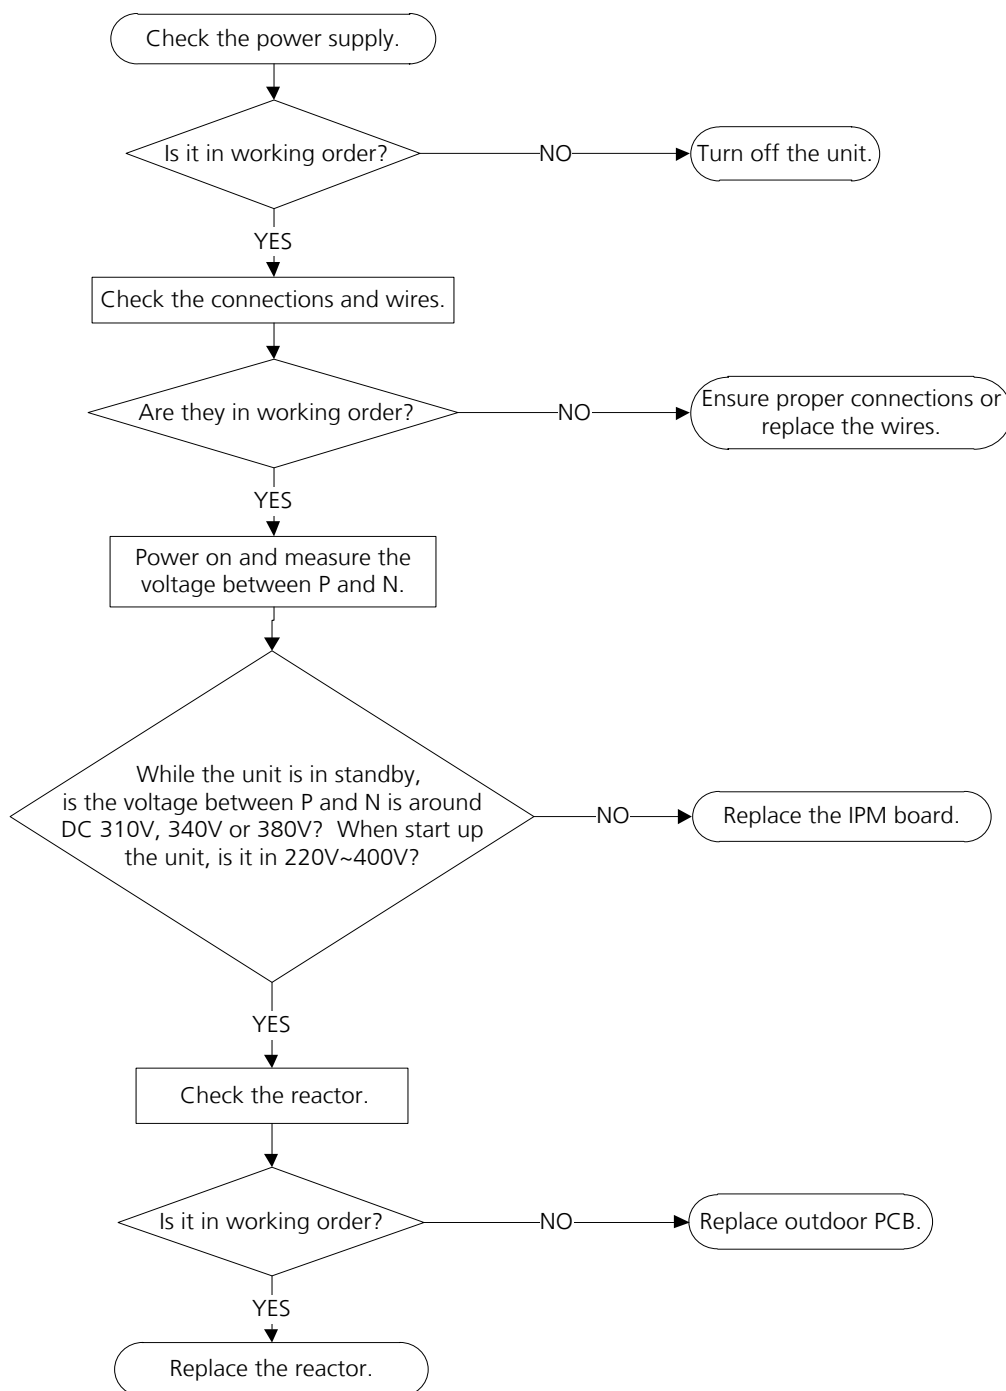 Check the power supply.
Is it in working order?
NO
Turn off the unit.
YES
Check the connections and wires.
Are they in working order?
NO
Ensure proper connections or
replace the wires.
YES
Power on and measure the
voltage between P and N.
While the unit is in standby,
is the voltage between P and N is around
DC 310V, 340V or 380V?  When start up
the unit, is it in 220V~400V?
NO
Replace the IPM board.
YES
Check the reactor.
Is it in working order?
NO
Replace outdoor PCB.
YES
Replace the reactor.